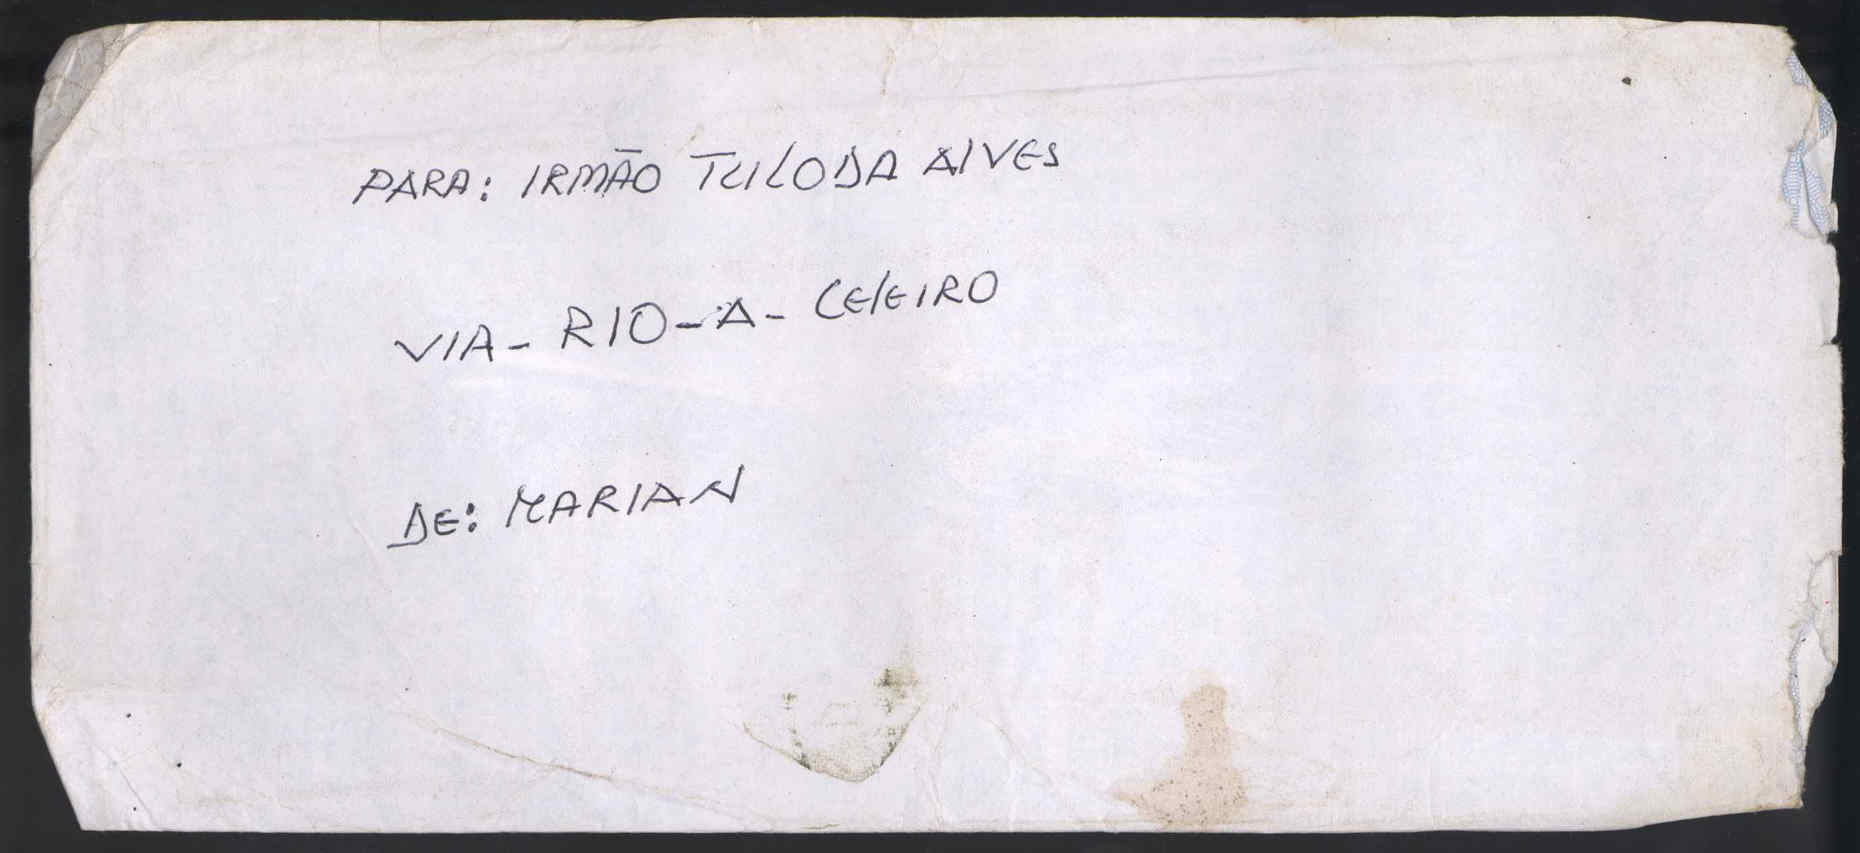 PARA: IRMÃO TULODA AlVES
VIA - RIO - A - CElEIRO
DE: MARIAN